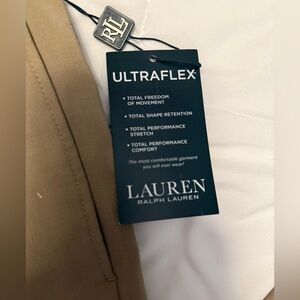 RLL
ULTRAFLEX
• TOTAL FREEDOM
OF MOVEMENT
• TOTAL SHAPE RETENTION
• TOTAL PERFORMANCE
STRETCH
• TOTAL PERFORMANCE
COMFORT
The most comfortable garment
you will ever wear!
LAUREN
RALPH LAUREN